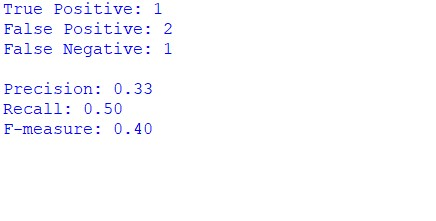 True Positive: 1
False Positive: 2
False Negative: 1
Precision: 0.33
Recall: 0.50
F-measure: 0.40